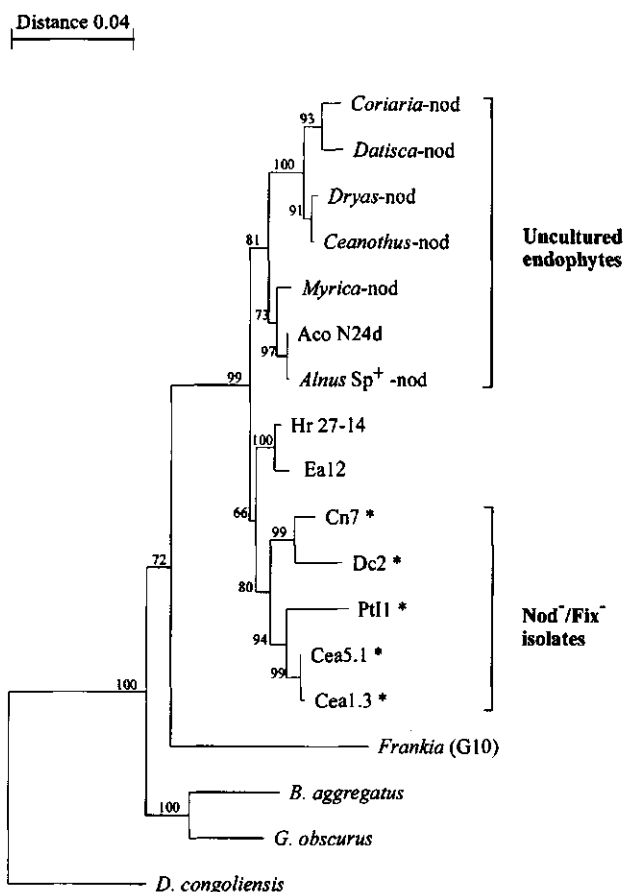 Distance 0.04
Coriaria-nod
93
Datisca-nod
100
Dryas-nod
91
Ceanothus-nod
81
Uncultured
endophytes
Myrica-nod
73
Aco N24d
97
Alnus Sp⁺ -nod
99
Hr 27-14
100
Ea12
66
Cn7 *
99
Dc2 *
72
80
PtI1 *
Nod⁻/Fix⁻
isolates
94
Cea5.1 *
99
Cea1.3 *
100
Frankia (G10)
B. aggregatus
100
G. obscurus
D. congoliensis